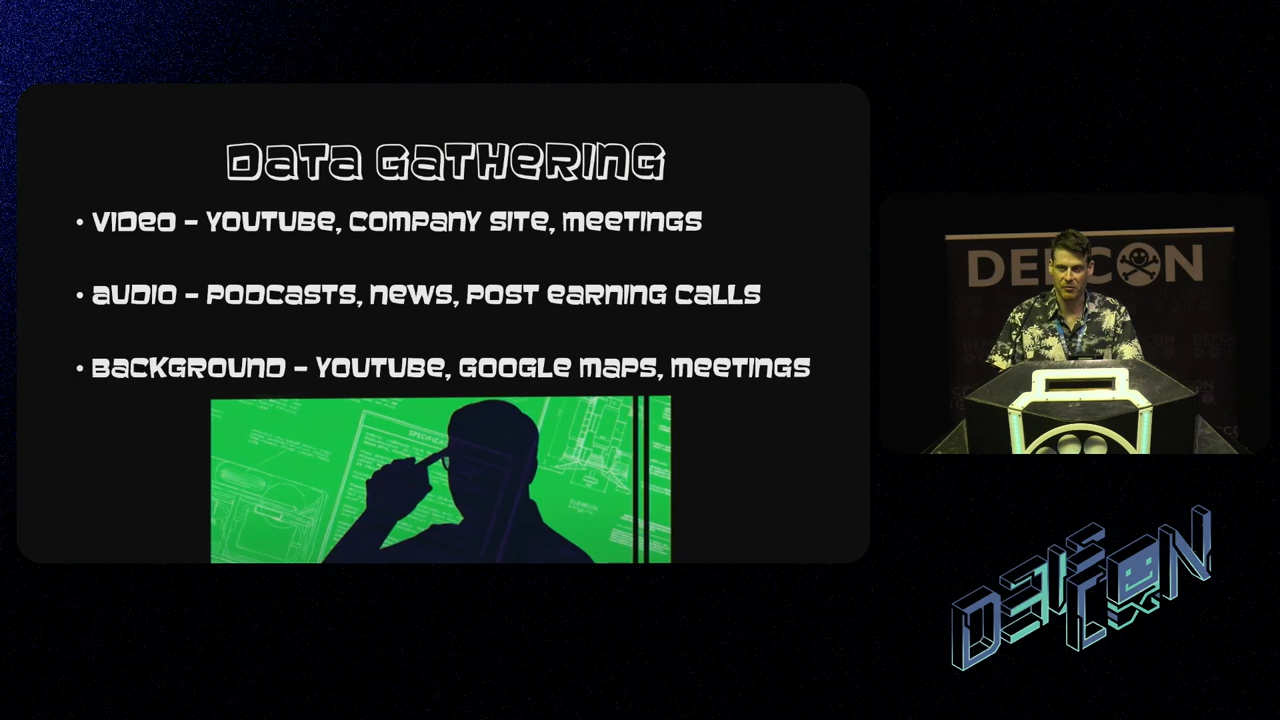 DATA GATHERING
• VIDEO - YOUTUBE, COMPANY SITE, MEETINGS
• AUDIO - PODCASTS, NEWS, POST EARNING CALLS
• BACKGROUND - YOUTUBE, GOOGLE MAPS, MEETINGS
DEFCON
DEFCON